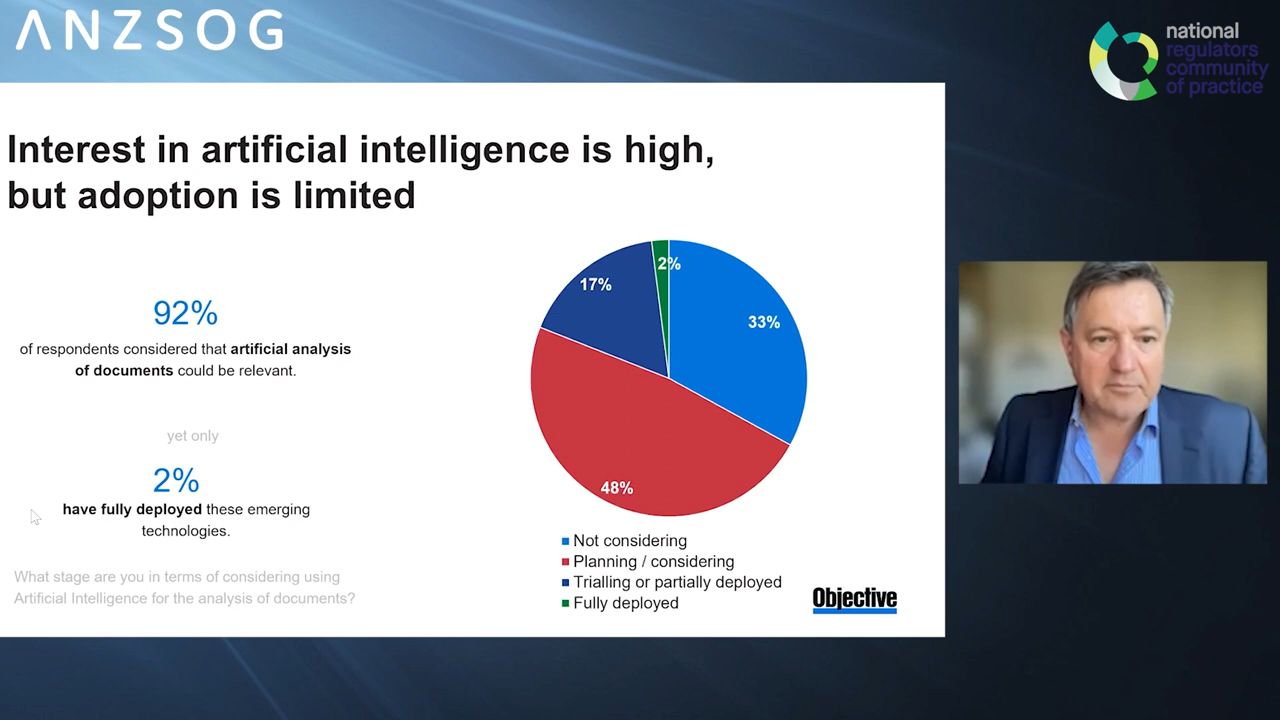 ANZSOG
national
regulators
community
of practice
Interest in artificial intelligence is high,
but adoption is limited
92%
of respondents considered that artificial analysis
of documents could be relevant.
yet only
2%
have fully deployed these emerging
technologies.
What stage are you in terms of considering using
Artificial Intelligence for the analysis of documents?
2%
17%
33%
48%
Not considering
Planning / considering
Trialling or partially deployed
Fully deployed
Objective